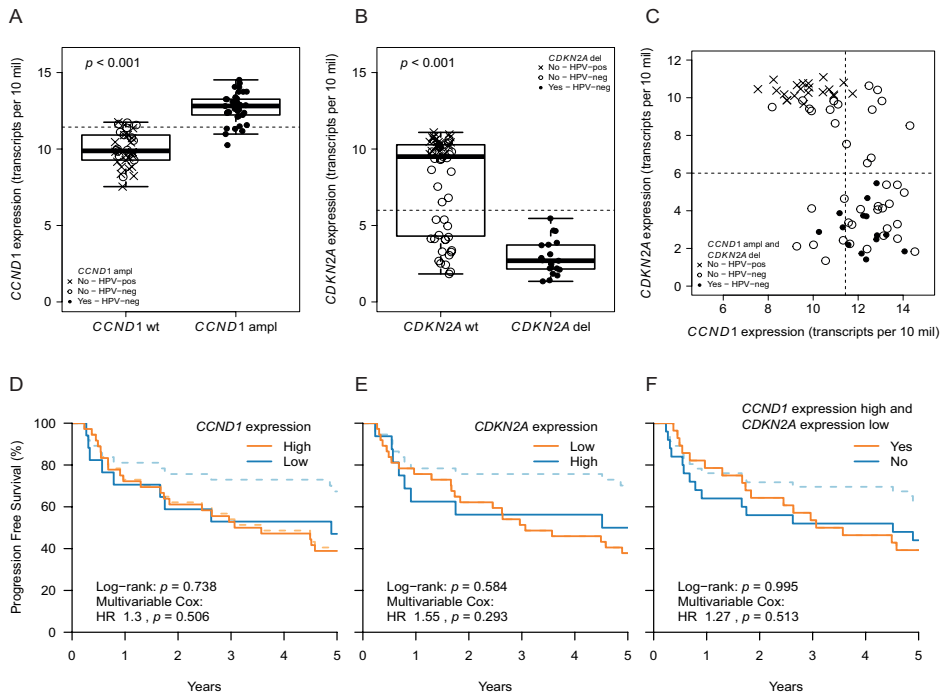 A
CCND1 expression (transcripts per 10 mil)
15
10
5
0
p < 0.001
CCND1 ampl
No − HPV−pos
No − HPV−neg
Yes − HPV−neg
CCND1 wt
CCND1 ampl
B
CDKN2A expression (transcripts per 10 mil)
15
10
5
0
p < 0.001
CDKN2A del
No − HPV−pos
No − HPV−neg
Yes − HPV−neg
CDKN2A wt
CDKN2A del
C
CDKN2A expression (transcripts per 10 mil)
12
10
8
6
4
2
0
CCND1 ampl and
CDKN2A del
No − HPV−pos
No − HPV−neg
Yes − HPV−neg
6 8 10 12 14
CCND1 expression (transcripts per 10 mil)
D
Progression Free Survival (%)
100
80
60
40
20
0
CCND1 expression
High
Low
Log−rank: p = 0.738
Multivariable Cox:
HR 1.3 , p = 0.506
0 1 2 3 4 5
Years
E
CDKN2A expression
Low
High
Log−rank: p = 0.584
Multivariable Cox:
HR 1.55 , p = 0.293
0 1 2 3 4 5
Years
F
CCND1 expression high and
CDKN2A expression low
Yes
No
Log−rank: p = 0.995
Multivariable Cox:
HR 1.27 , p = 0.513
0 1 2 3 4 5
Years